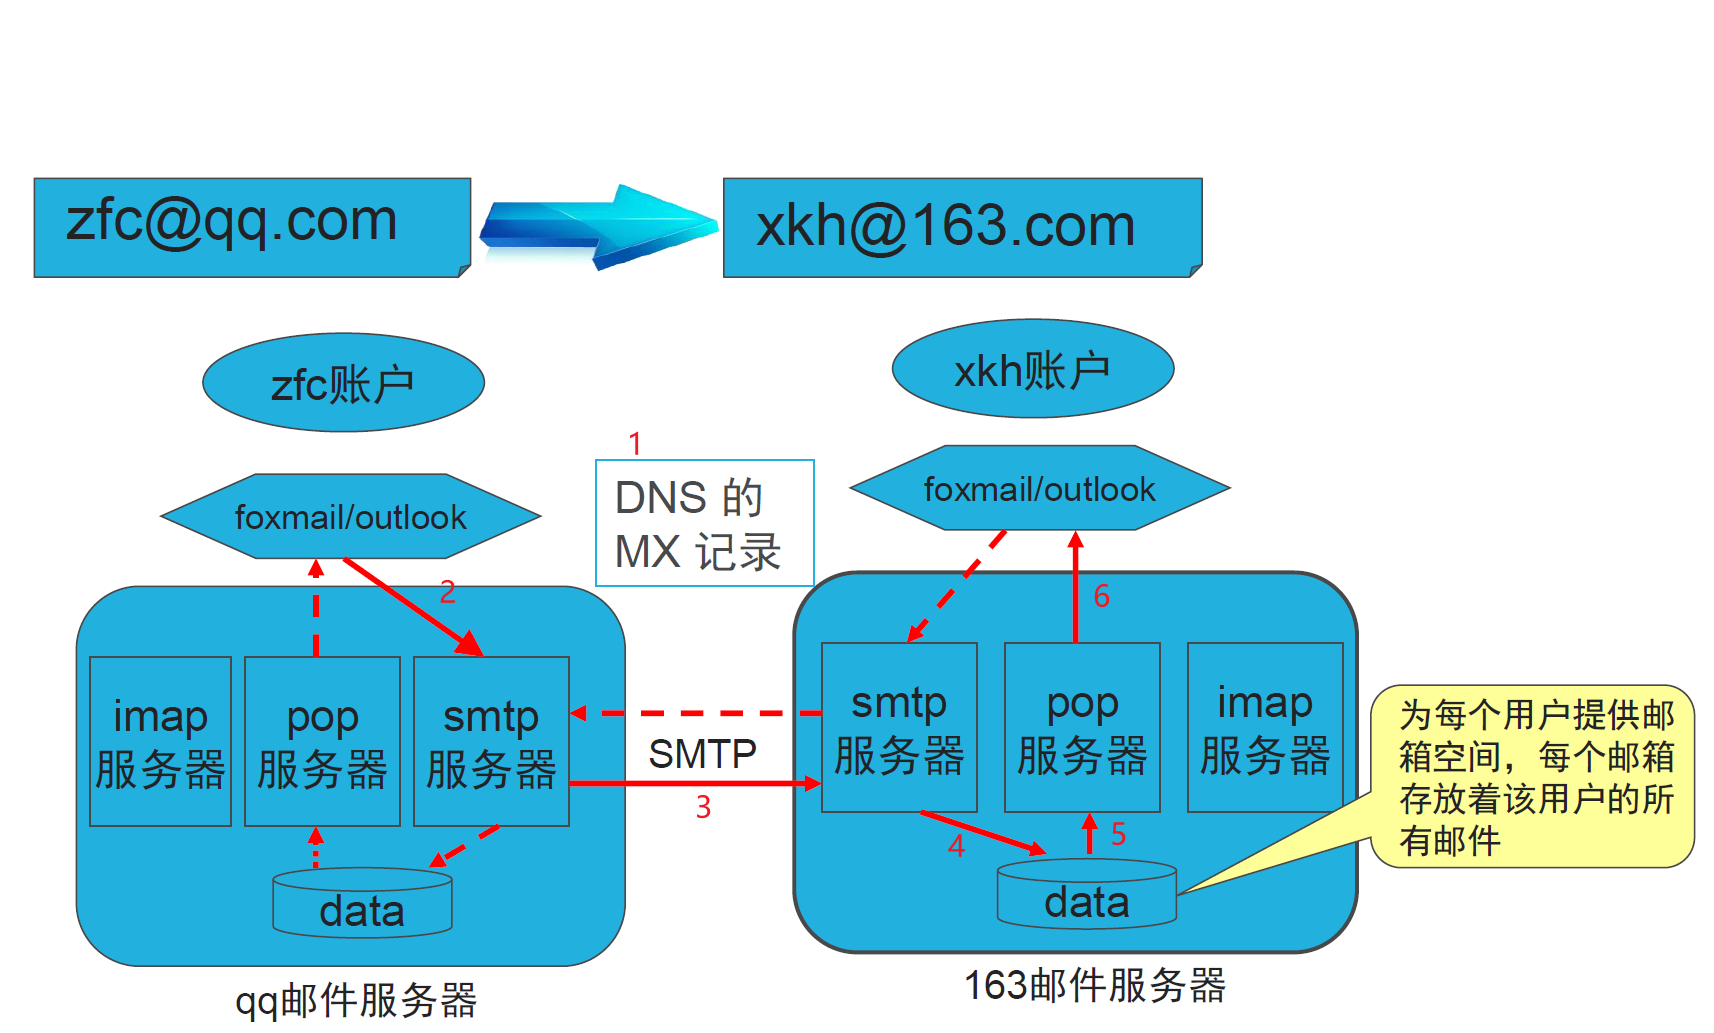 zfc@qq.com
xkh@163.com
zfc账户
xkh账户
foxmail/outlook
foxmail/outlook
1
DNS 的
MX 记录
2
6
imap
服务器
pop
服务器
smtp
服务器
SMTP
3
smtp
服务器
pop
服务器
imap
服务器
4
5
data
data
为每个用户提供邮
箱空间，每个邮箱
存放着该用户的所
有邮件
qq邮件服务器
163邮件服务器